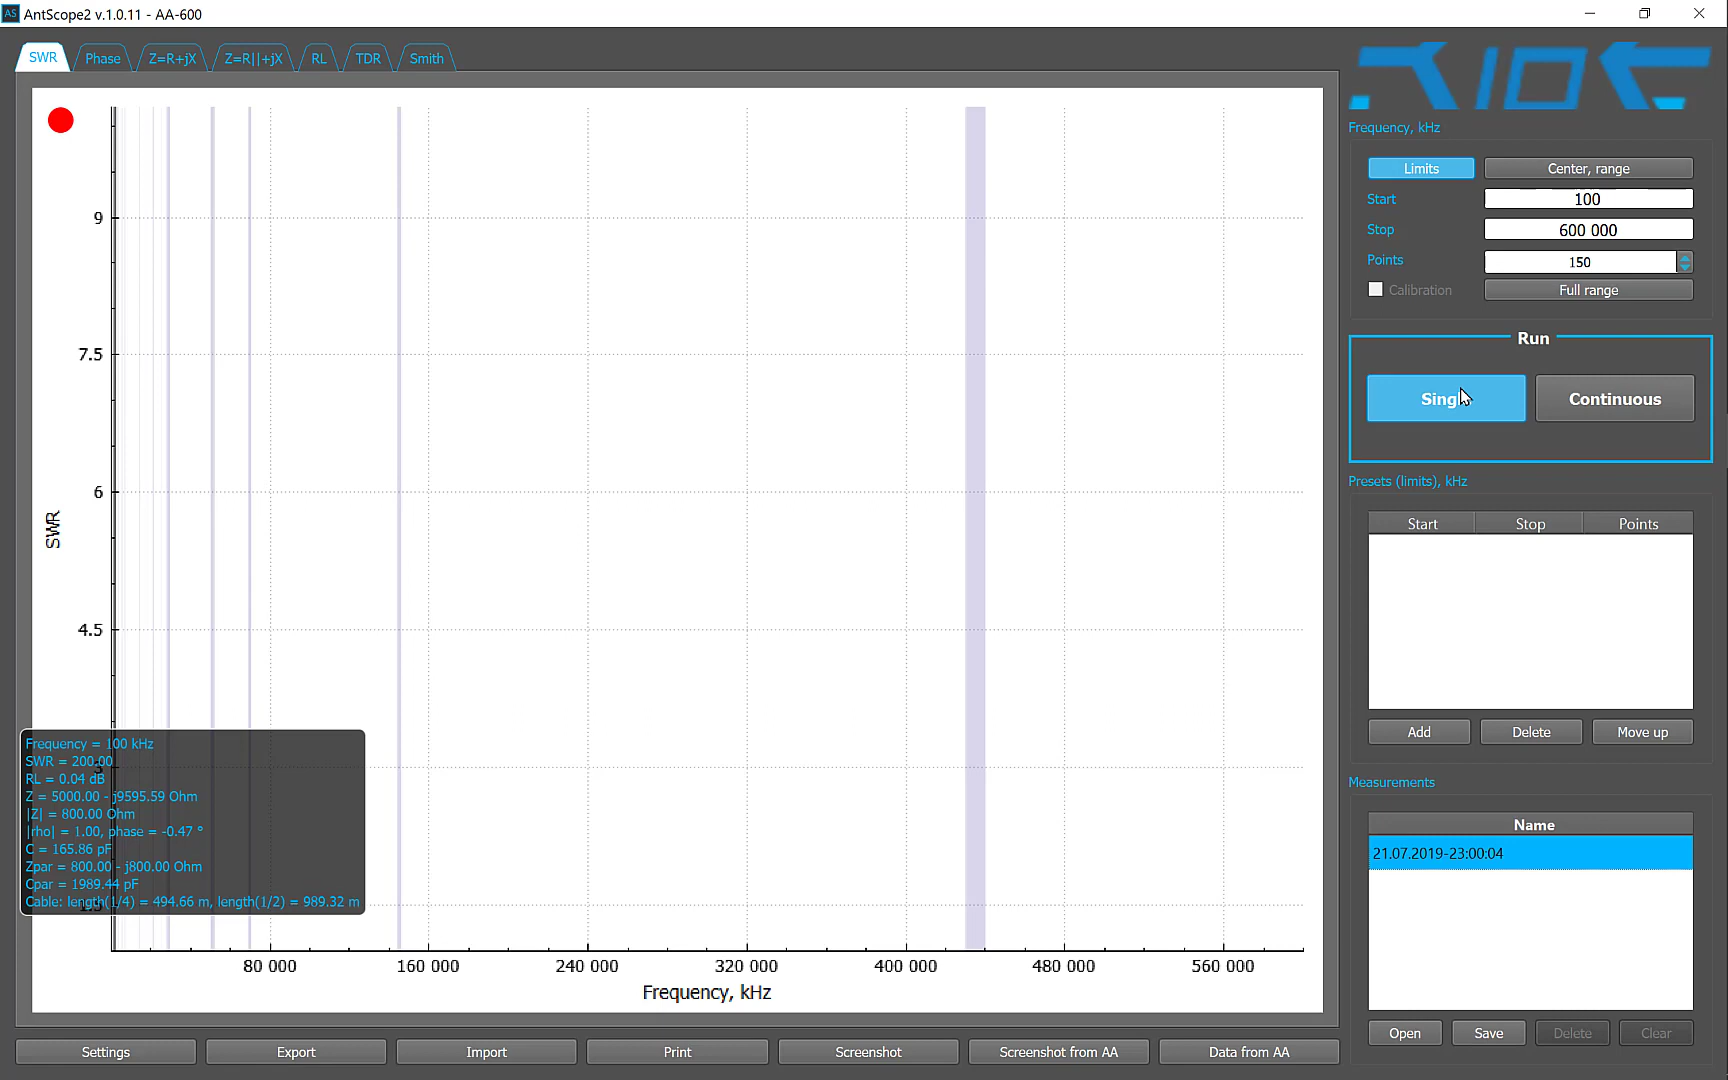 AS AntScope2 v.1.0.11 - AA-600
SWR Phase Z=R+jX Z=R||+jX RL TDR Smith
Frequency, kHz
Limits Center, range
Start 100
Stop 600 000
Points 150
Calibration Full range
Run
Continuous
Presets (limits), kHz
Start Stop Points
Add Delete Move up
Measurements
Name
21.07.2019-23:00:04
Open Save Delete Clear
9
7.5
6
4.5
3
SWR
Frequency = 100 kHz
SWR = 200.00
RL = 0.04 dB
Z = 5000.00 - j9595.59 Ohm
|Z| = 800.00 Ohm
|rho| = 1.00, phase = -0.47 °
C = 165.86 pF
Zpar = 800.00 - j800.00 Ohm
Cpar = 1989.44 pF
Cable: length(1/4) = 494.66 m, length(1/2) = 989.32 m
80 000 160 000 240 000 320 000 400 000 480 000 560 000
Frequency, kHz
Settings Export Import Print Screenshot Screenshot from AA Data from AA